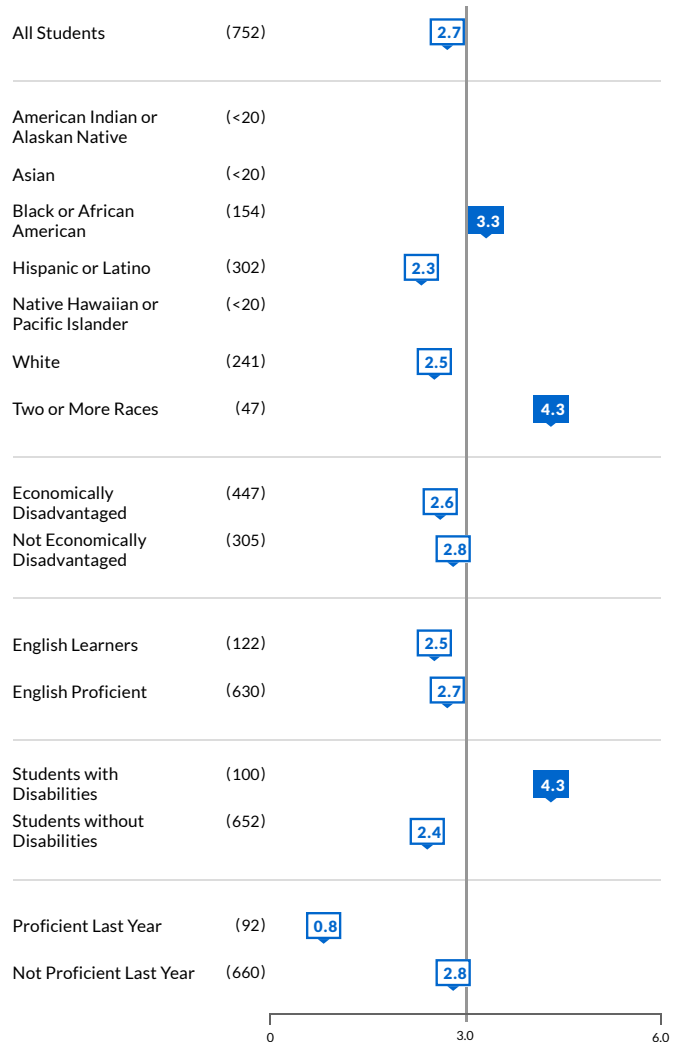 All Students (752) 2.7
American Indian or (<20)
Alaskan Native
Asian (<20)
Black or African (154) 3.3
American
Hispanic or Latino (302) 2.3
Native Hawaiian or (<20)
Pacific Islander
White (241) 2.5
Two or More Races (47) 4.3
Economically (447) 2.6
Disadvantaged
Not Economically (305) 2.8
Disadvantaged
English Learners (122) 2.5
English Proficient (630) 2.7
Students with (100) 4.3
Disabilities
Students without (652) 2.4
Disabilities
Proficient Last Year (92) 0.8
Not Proficient Last Year (660) 2.8
0 3.0 6.0